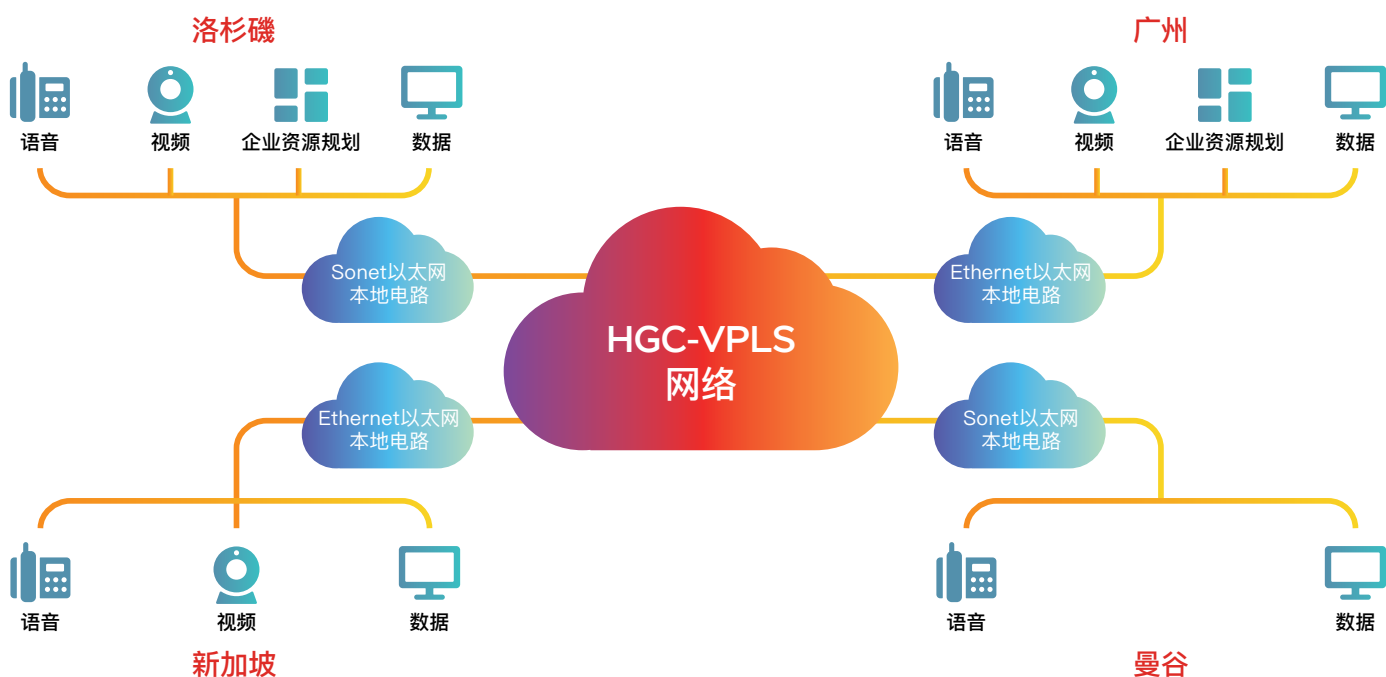 洛杉磯
广州
语音
视频
企业资源规划
数据
语音
视频
企业资源规划
数据
Sonet以太网
本地电路
Ethernet以太网
本地电路
HGC-VPLS
网络
Ethernet以太网
本地电路
Sonet以太网
本地电路
语音
视频
数据
语音
数据
新加坡
曼谷